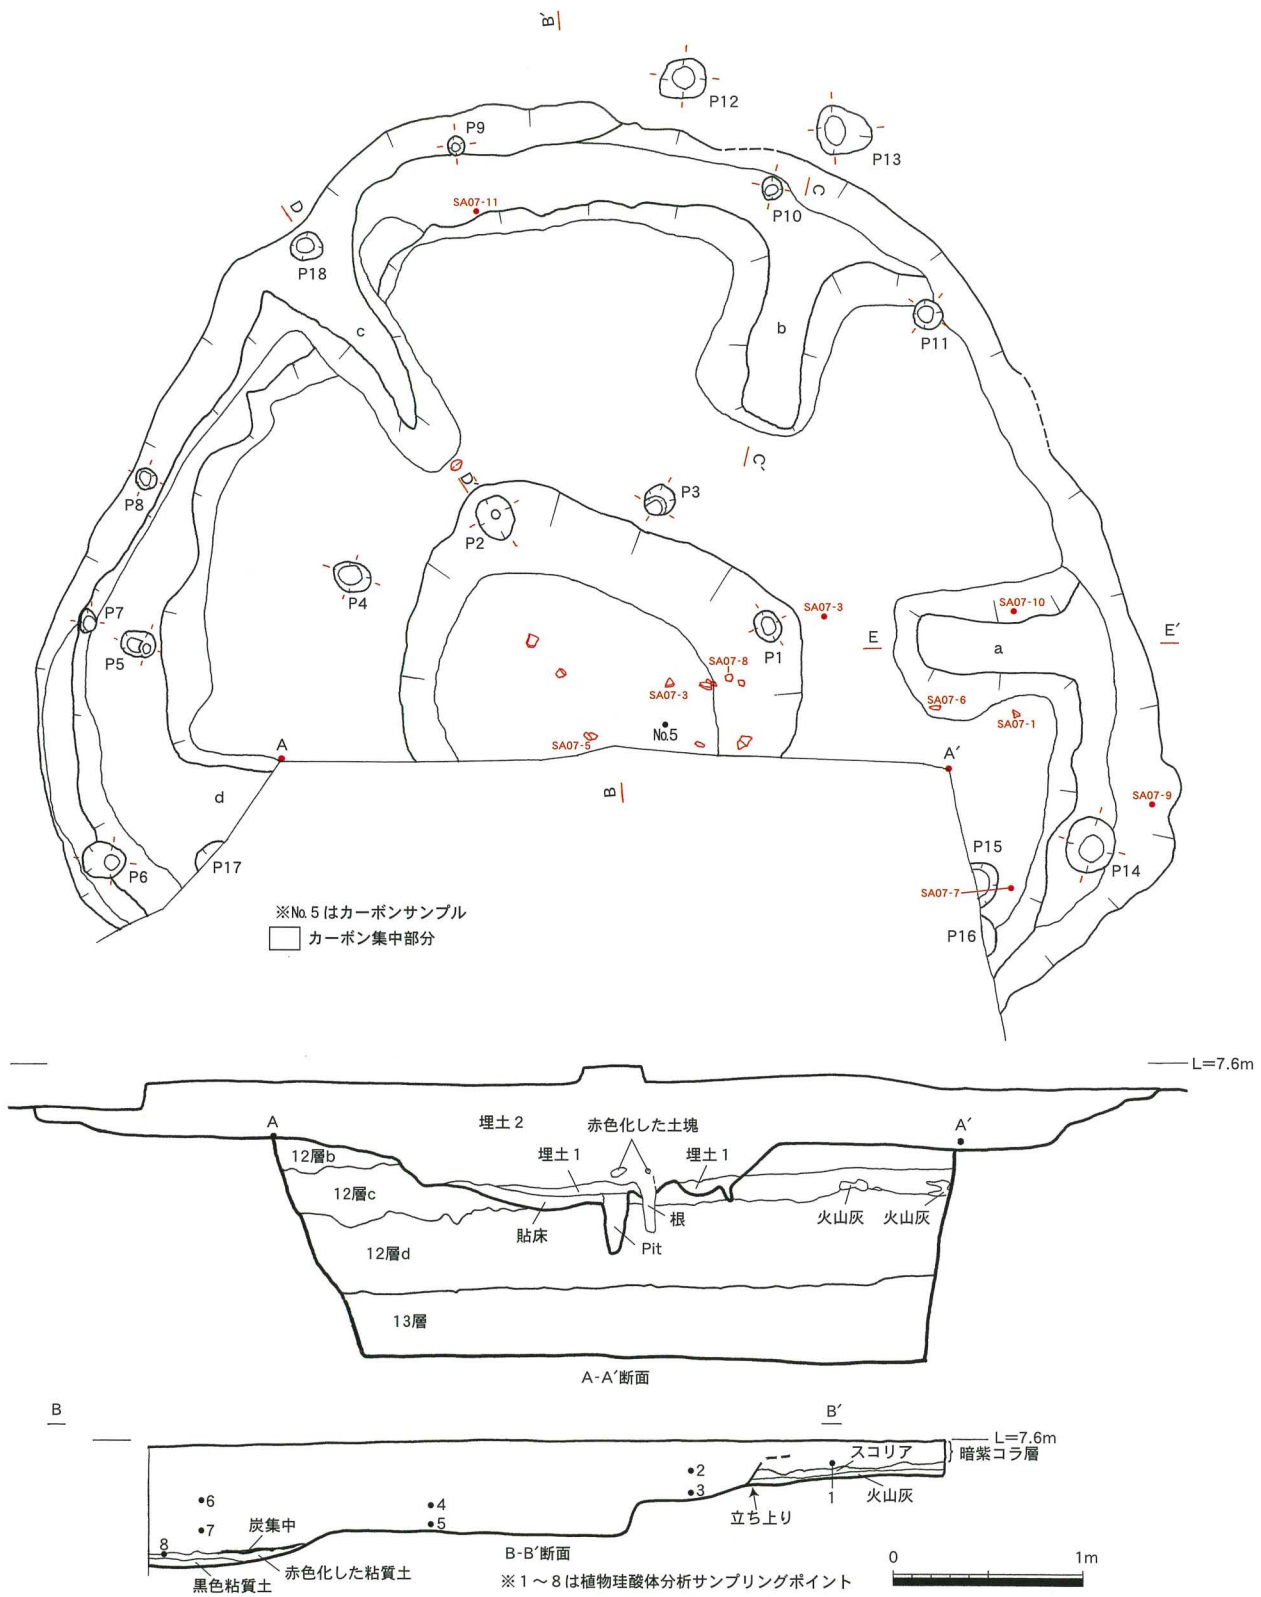 B′
P12
P13
P9
C
P10
SA07-11
D
P18
c
b
P11
C′
D′
P3
P8
P2
P4
P7
P5
SA07-3
SA07-10
E
E′
P1
a
SA07-8
SA07-3
SA07-6
SA07-1
No.5
SA07-5
A
A′
B
d
SA07-9
P15
P17
P6
P14
SA07-7
P16
※No.5はカーボンサンプル
カーボン集中部分
L=7.6m
A
埋土2
赤色化した土塊
A′
12層b
埋土1
埋土1
12層c
貼床
根
火山灰
火山灰
12層d
Pit
13層
A-A′断面
B
B′
L=7.6m
スコリア
暗紫コラ層
2
3
1
火山灰
立ち上り
6
4
7
炭集中
5
8
B-B′断面
赤色化した粘質土
黒色粘質土
※1〜8は植物珪酸体分析サンプリングポイント
0
1m